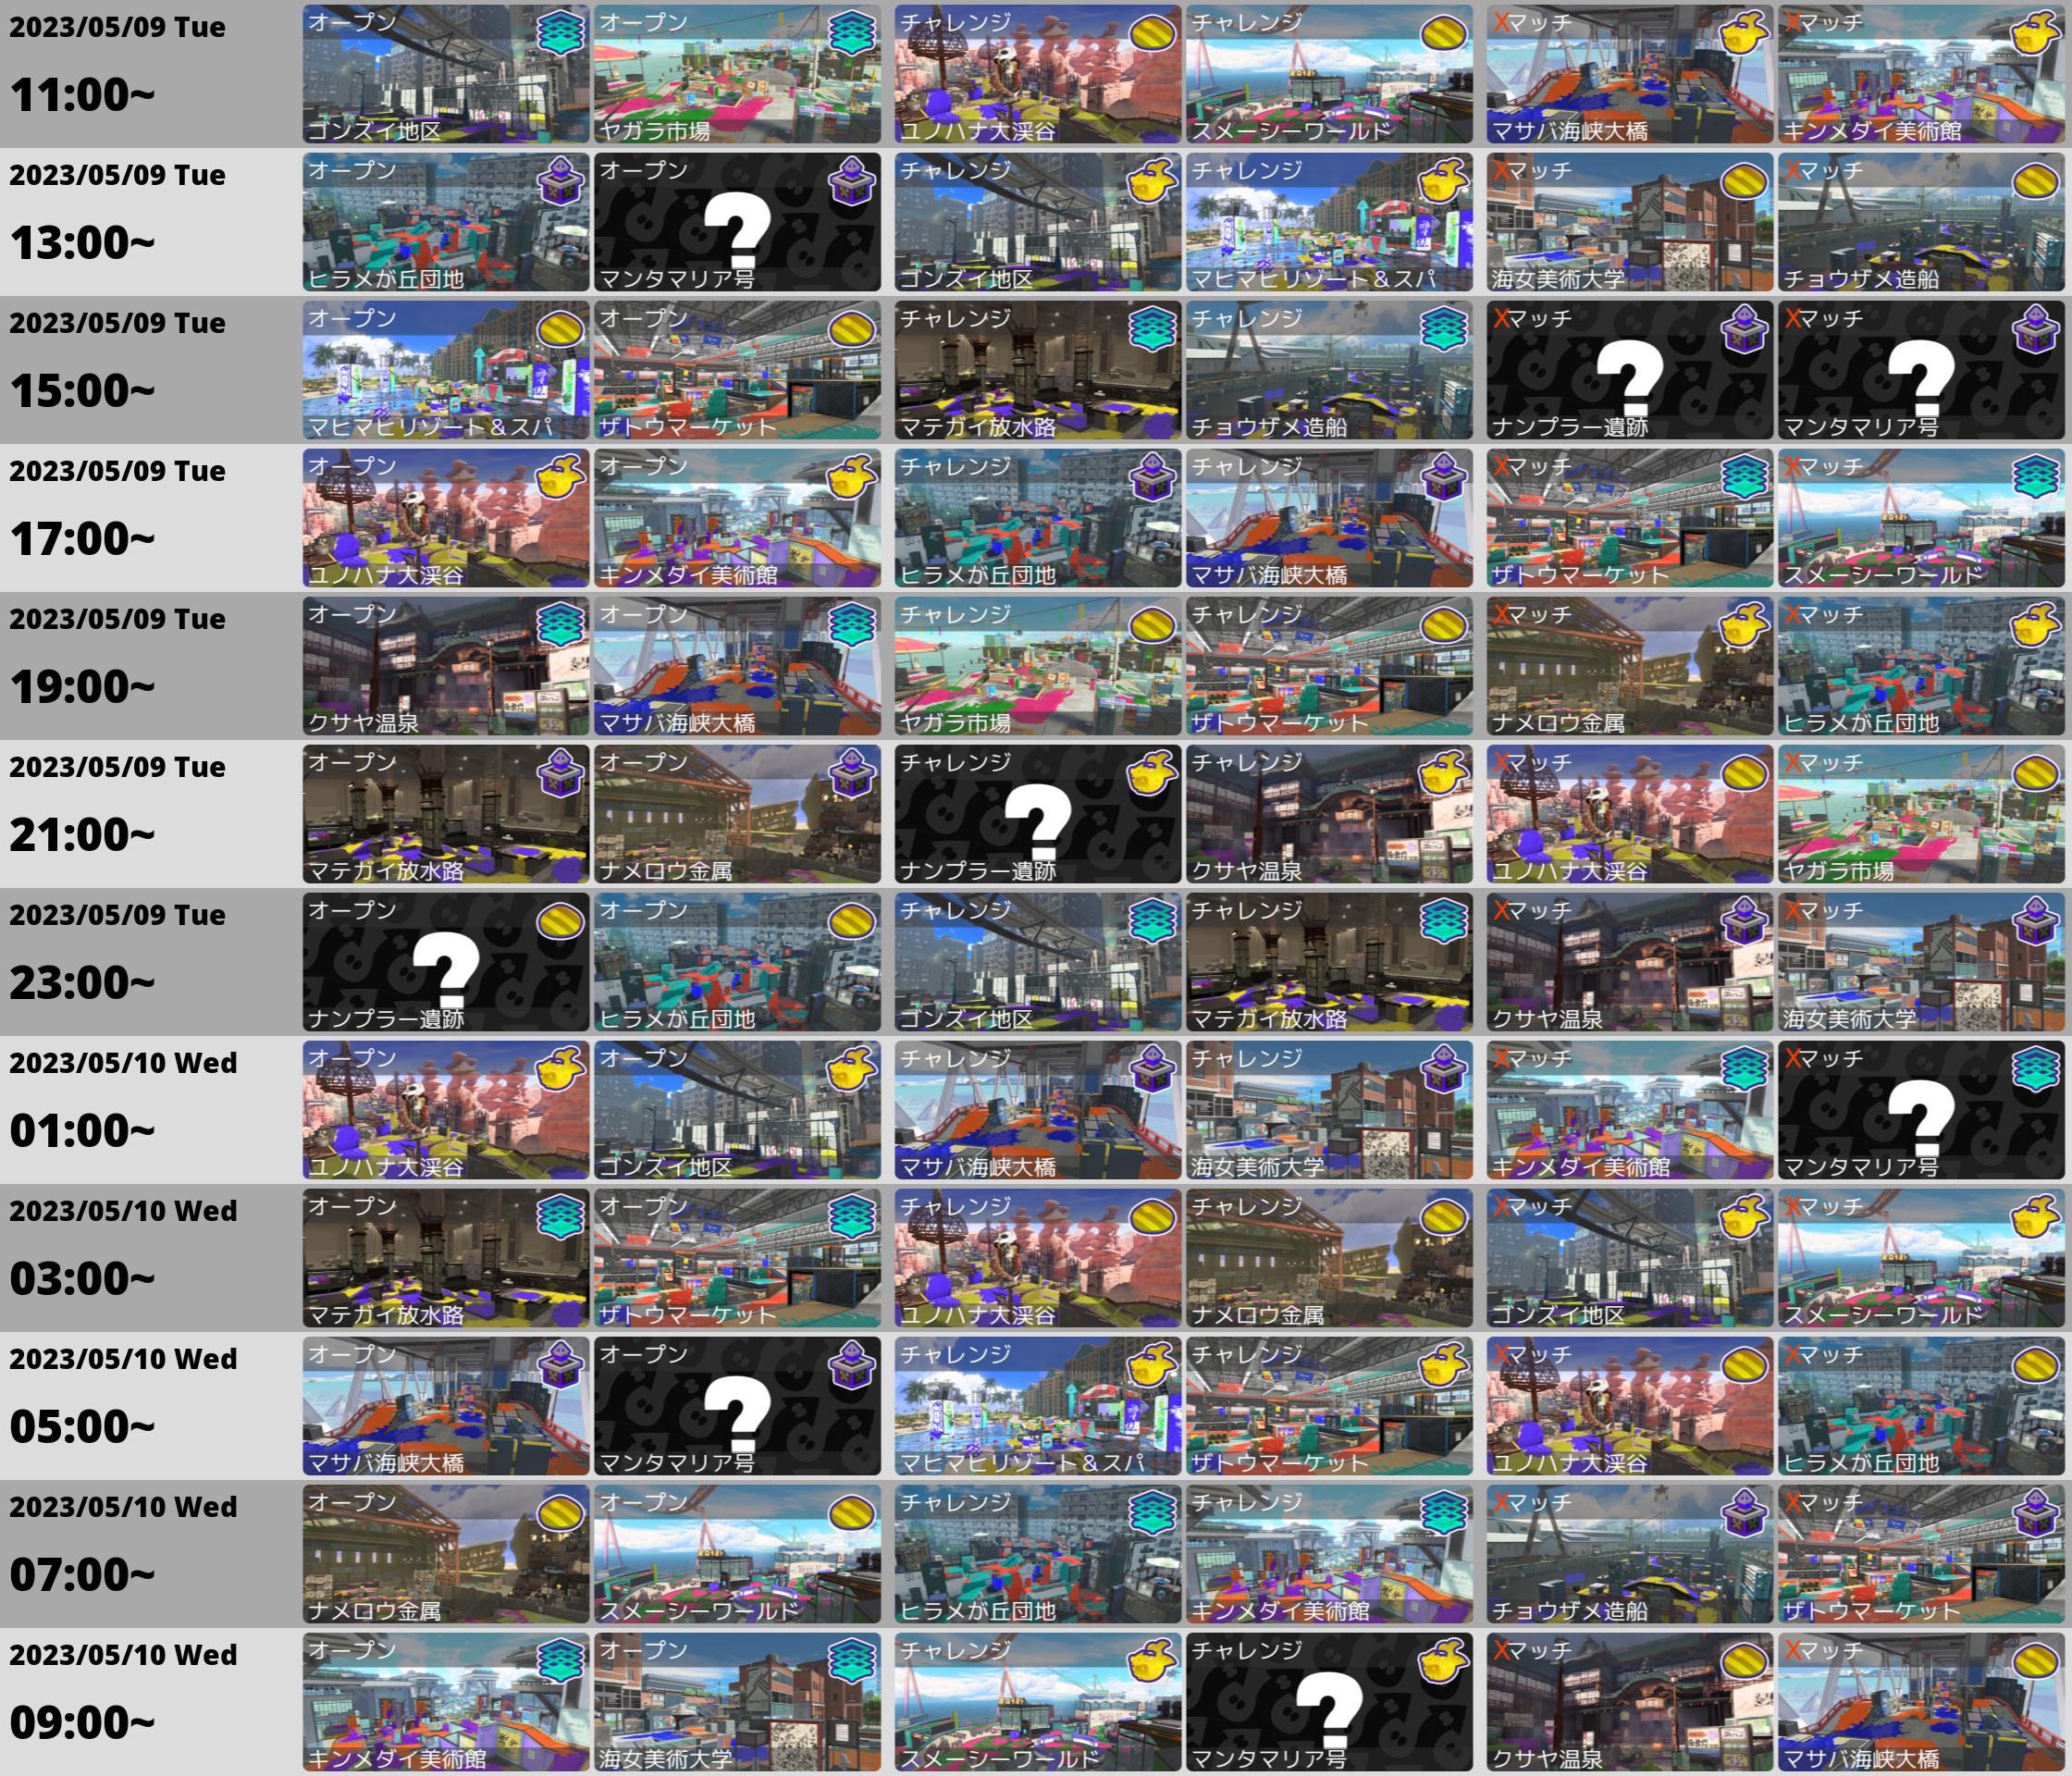 2023/05/09 Tue
11:00~
オープン オープン チャレンジ チャレンジ Xマッチ Xマッチ
ゴンズイ地区 ヤガラ市場 ユノハナ大渓谷 スメーシーワールド マサバ海峡大橋 キンメダイ美術館
2023/05/09 Tue
13:00~
オープン オープン チャレンジ チャレンジ Xマッチ Xマッチ
ヒラメが丘団地 マンタマリア号 ゴンズイ地区 マヒマヒリゾート&スパ 海女美術大学 チョウザメ造船
2023/05/09 Tue
15:00~
オープン オープン チャレンジ チャレンジ Xマッチ Xマッチ
マヒマヒリゾート&スパ ザトウマーケット マテガイ放水路 チョウザメ造船 ナンプラー遺跡 マンタマリア号
2023/05/09 Tue
17:00~
オープン オープン チャレンジ チャレンジ Xマッチ Xマッチ
ユノハナ大渓谷 キンメダイ美術館 ヒラメが丘団地 マサバ海峡大橋 ザトウマーケット スメーシーワールド
2023/05/09 Tue
19:00~
オープン オープン チャレンジ チャレンジ Xマッチ Xマッチ
クサヤ温泉 マサバ海峡大橋 ヤガラ市場 ザトウマーケット ナメロウ金属 ヒラメが丘団地
2023/05/09 Tue
21:00~
オープン オープン チャレンジ チャレンジ Xマッチ Xマッチ
マテガイ放水路 ナメロウ金属 ナンプラー遺跡 クサヤ温泉 ユノハナ大渓谷 ヤガラ市場
2023/05/09 Tue
23:00~
オープン オープン チャレンジ チャレンジ Xマッチ Xマッチ
ナンプラー遺跡 ヒラメが丘団地 ゴンズイ地区 マテガイ放水路 クサヤ温泉 海女美術大学
2023/05/10 Wed
01:00~
オープン オープン チャレンジ チャレンジ Xマッチ Xマッチ
ユノハナ大渓谷 ゴンズイ地区 マサバ海峡大橋 海女美術大学 キンメダイ美術館 マンタマリア号
2023/05/10 Wed
03:00~
オープン オープン チャレンジ チャレンジ Xマッチ Xマッチ
マテガイ放水路 ザトウマーケット ユノハナ大渓谷 ナメロウ金属 ゴンズイ地区 スメーシーワールド
2023/05/10 Wed
05:00~
オープン オープン チャレンジ チャレンジ Xマッチ Xマッチ
マサバ海峡大橋 マンタマリア号 マヒマヒリゾート&スパ ザトウマーケット ユノハナ大渓谷 ヒラメが丘団地
2023/05/10 Wed
07:00~
オープン オープン チャレンジ チャレンジ Xマッチ Xマッチ
ナメロウ金属 スメーシーワールド ヒラメが丘団地 キンメダイ美術館 チョウザメ造船 ザトウマーケット
2023/05/10 Wed
09:00~
オープン オープン チャレンジ チャレンジ Xマッチ Xマッチ
キンメダイ美術館 海女美術大学 スメーシーワールド マンタマリア号 クサヤ温泉 マサバ海峡大橋